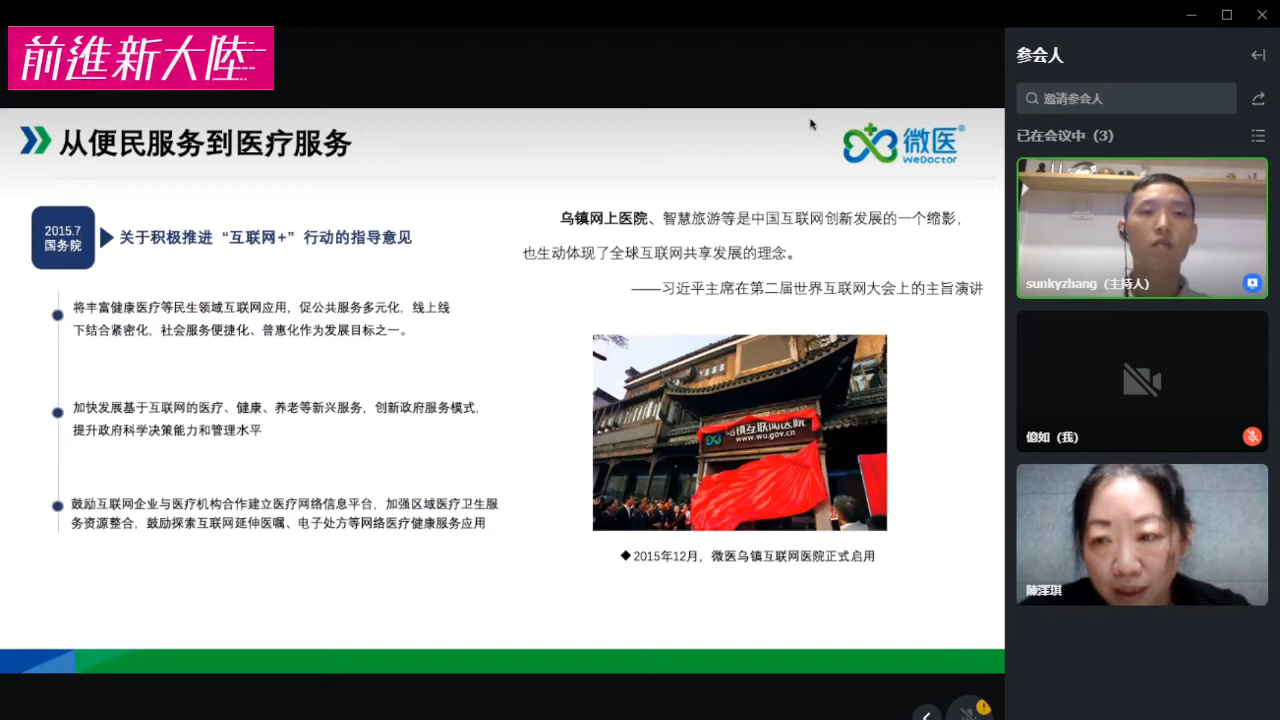 前進新大陸
从便民服务到医疗服务
微医
WeDoctor
2015.7
国务院
关于积极推进 “互联网+” 行动的指导意见
将丰富健康医疗等民生领域互联网应用，促公共服务多元化，线上线
下结合紧密化，社会服务便捷化、普惠化作为发展目标之一。
加快发展基于互联网的医疗、健康、养老等新兴服务，创新政府服务模式，
提升政府科学决策能力和管理水平
鼓励互联网企业与医疗机构合作建立医疗网络信息平台，加强区域医疗卫生服
务资源整合，鼓励探索互联网延伸医嘱、电子处方等网络医疗健康服务应用
乌镇网上医院、智慧旅游等是中国互联网创新发展的一个缩影，
也生动体现了全球互联网共享发展的理念。
——习近平主席在第二届世界互联网大会上的主旨演讲
镇互联网医院
www.wu.gov.cn
◆2015年12月，微医乌镇互联网医院正式启用
参会人
邀请参会人
已在会议中（3）
sunkyzhang（主持人）
如（我）